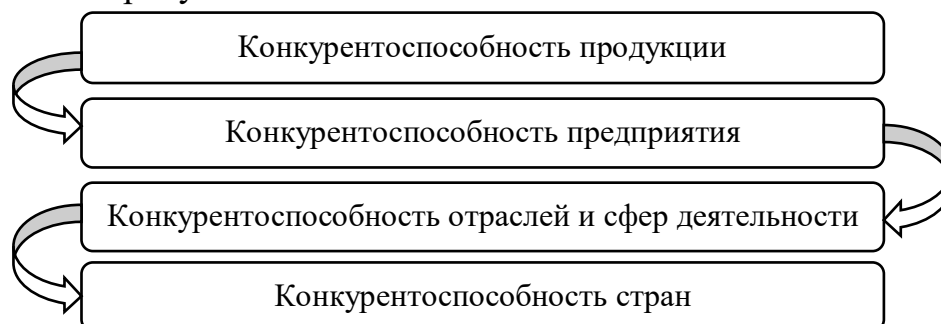 Конкурентоспособность продукции
Конкурентоспособность предприятия
Конкурентоспособность отраслей и сфер деятельности
Конкурентоспособность стран